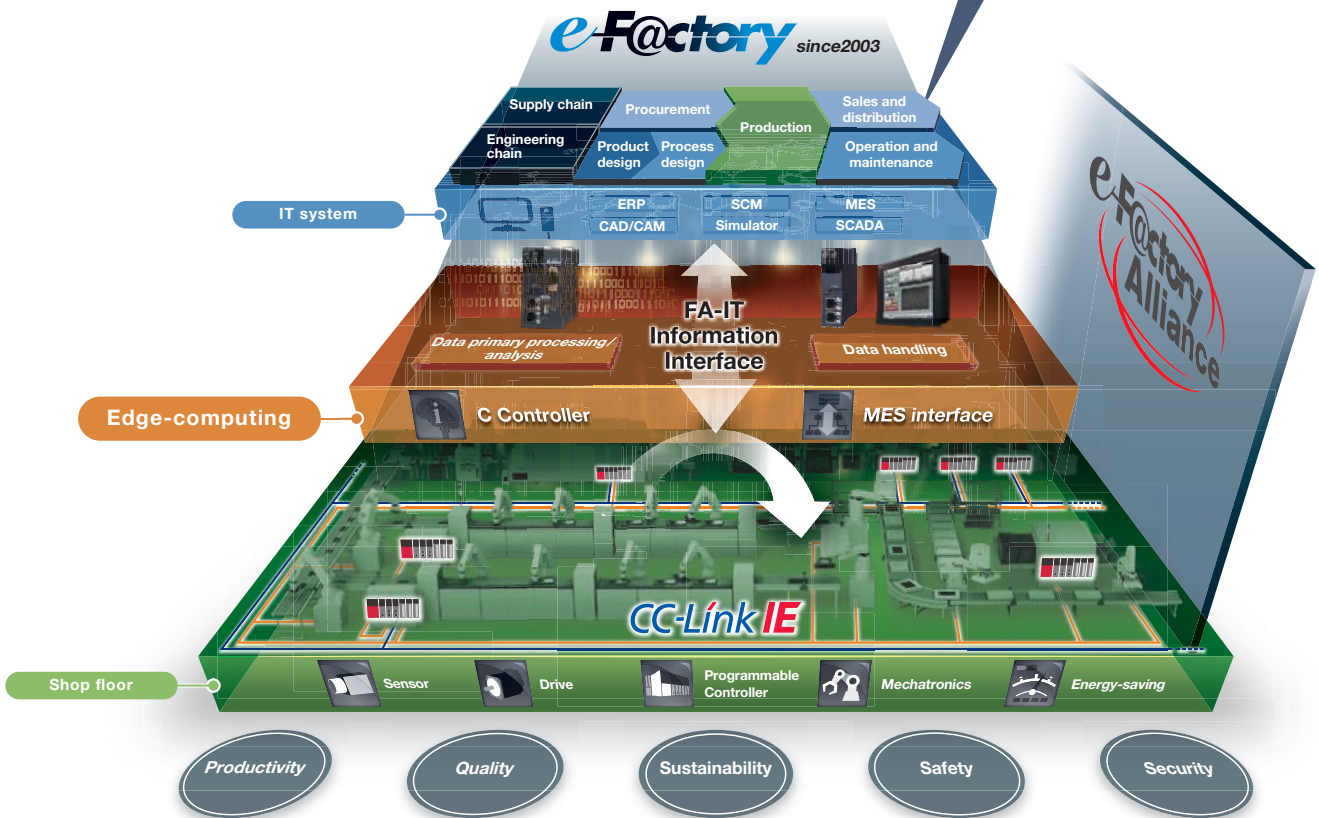 e-F@ctory since2003
Supply chain
Procurement
Production
Sales and
distribution
Engineering
chain
Product
design
Process
design
Operation and
maintenance
IT system
ERP
SCM
MES
CAD/CAM
Simulator
SCADA
FA-IT
Information
Interface
Data primary processing/
analysis
Data handling
Edge-computing
C Controller
MES interface
e-F@ctory
Alliance
CC-Link IE
Shop floor
Sensor
Drive
Programmable
Controller
Mechatronics
Energy-saving
Productivity
Quality
Sustainability
Safety
Security